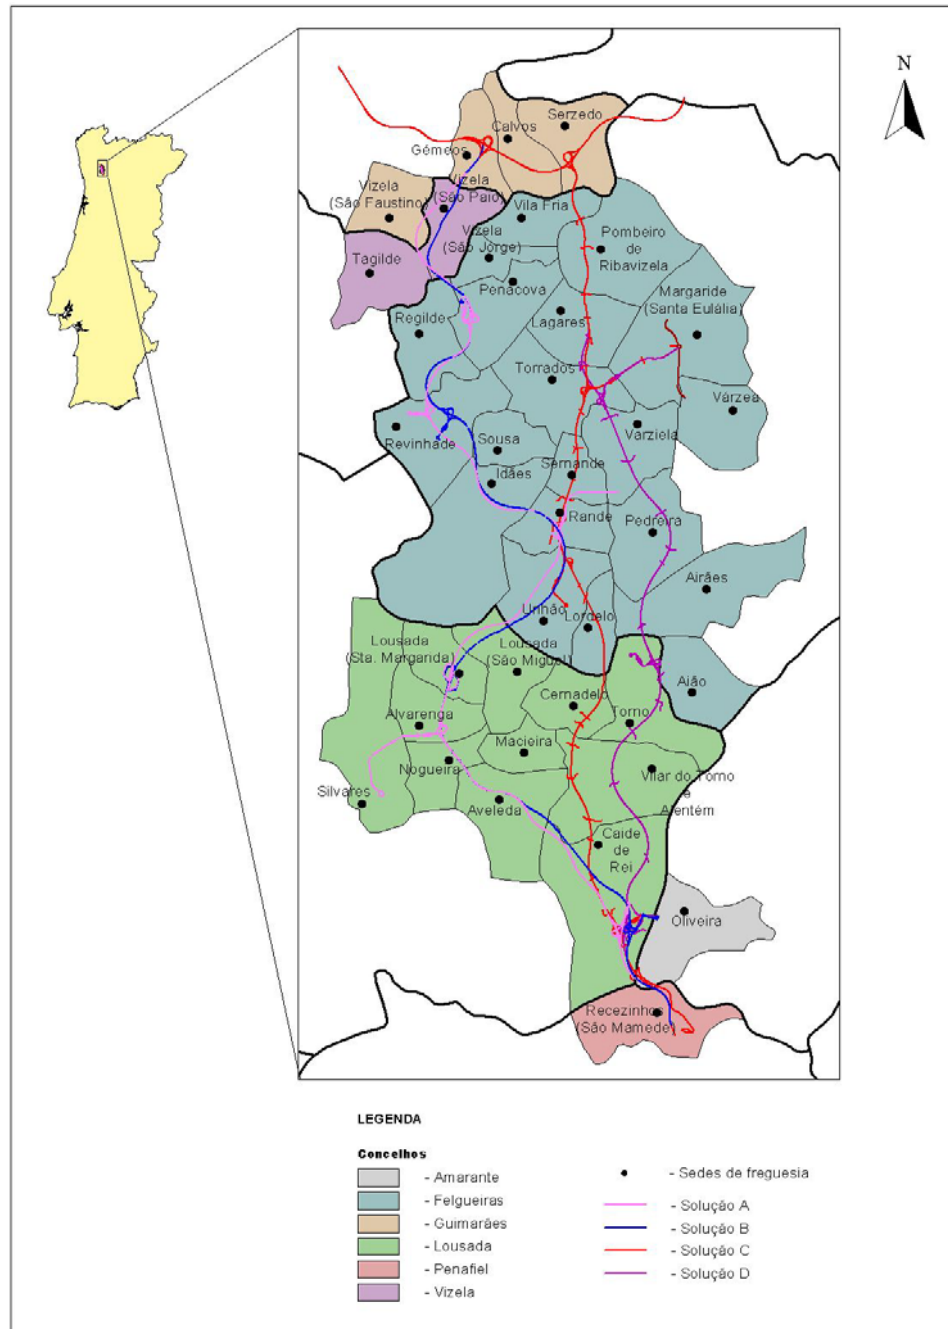 N
Serzedo
Calvos
Gémeos
Vizela
(São Paio)
Vizela
(São Faustino)
Vila Fria
Vizela
(São Jorge)
Pombeiro
de
Ribavizela
Tagilde
Penacova
Margaride
(Santa Eulália)
Regilde
Lagares
Torrados
Várzea
Varziela
Revinhade
Sousa
Idães
Sernande
Rande
Pedreira
Airães
Unhão
Lordelo
Lousada
(Sta. Margarida)
Lousada
(São Miguel)
Aião
Cernadelo
Alvarenga
Torno
Macieira
Nogueira
Vilar do Torno
e
Alentém
Silvares
Aveleda
Caide
de
Rei
Oliveira
Recezinhos
(São Mamede)
LEGENDA
Concelhos
- Amarante
- Felgueiras
- Guimarães
- Lousada
- Penafiel
- Vizela
- Sedes de freguesia
- Solução A
- Solução B
- Solução C
- Solução D